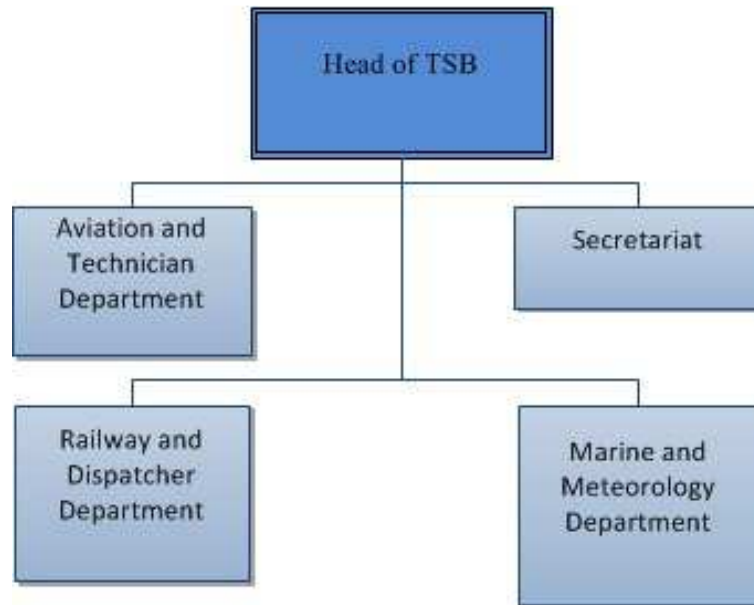 Head of TSB
Aviation and
Technician
Department
Secretariat
Railway and
Dispatcher
Department
Marine and
Meteorology
Department